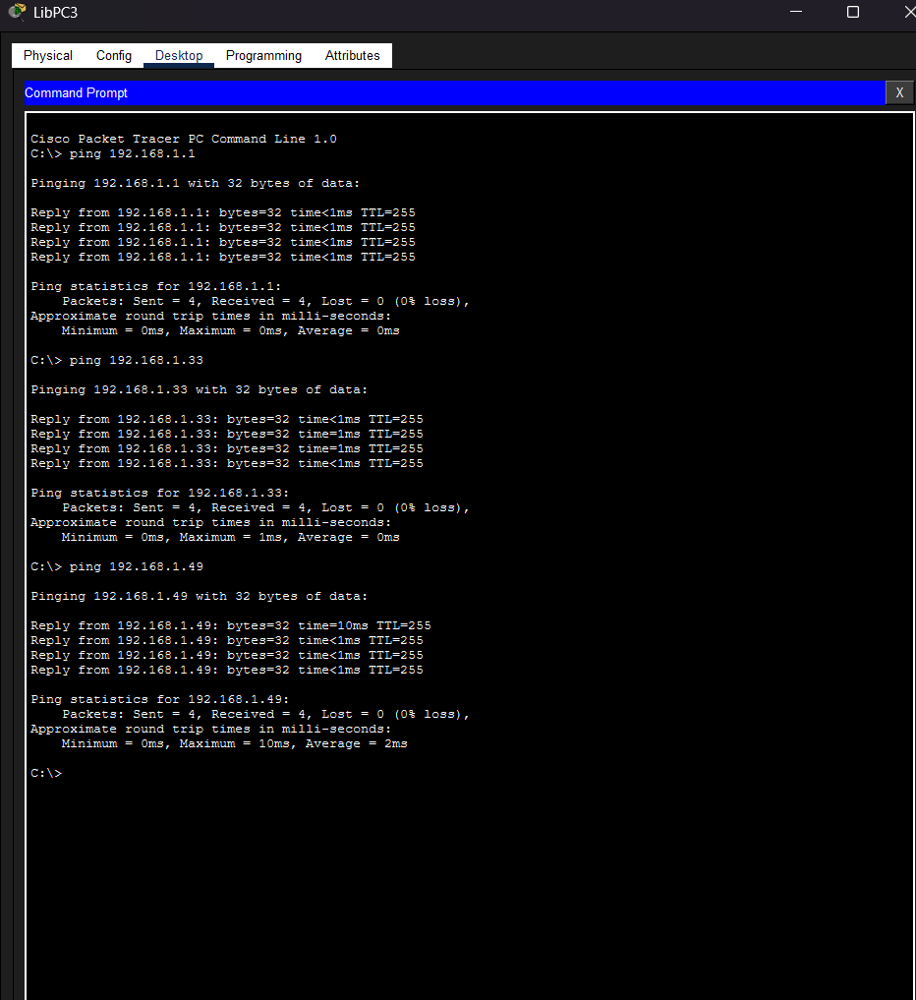 LibPC3
Physical Config Desktop Programming Attributes
Command Prompt X
Cisco Packet Tracer PC Command Line 1.0
C:\> ping 192.168.1.1
Pinging 192.168.1.1 with 32 bytes of data:
Reply from 192.168.1.1: bytes=32 time<1ms TTL=255
Reply from 192.168.1.1: bytes=32 time<1ms TTL=255
Reply from 192.168.1.1: bytes=32 time<1ms TTL=255
Reply from 192.168.1.1: bytes=32 time<1ms TTL=255
Ping statistics for 192.168.1.1:
Packets: Sent = 4, Received = 4, Lost = 0 (0% loss),
Approximate round trip times in milli-seconds:
Minimum = 0ms, Maximum = 0ms, Average = 0ms
C:\> ping 192.168.1.33
Pinging 192.168.1.33 with 32 bytes of data:
Reply from 192.168.1.33: bytes=32 time<1ms TTL=255
Reply from 192.168.1.33: bytes=32 time=1ms TTL=255
Reply from 192.168.1.33: bytes=32 time=1ms TTL=255
Reply from 192.168.1.33: bytes=32 time<1ms TTL=255
Ping statistics for 192.168.1.33:
Packets: Sent = 4, Received = 4, Lost = 0 (0% loss),
Approximate round trip times in milli-seconds:
Minimum = 0ms, Maximum = 1ms, Average = 0ms
C:\> ping 192.168.1.49
Pinging 192.168.1.49 with 32 bytes of data:
Reply from 192.168.1.49: bytes=32 time=10ms TTL=255
Reply from 192.168.1.49: bytes=32 time<1ms TTL=255
Reply from 192.168.1.49: bytes=32 time<1ms TTL=255
Reply from 192.168.1.49: bytes=32 time<1ms TTL=255
Ping statistics for 192.168.1.49:
Packets: Sent = 4, Received = 4, Lost = 0 (0% loss),
Approximate round trip times in milli-seconds:
Minimum = 0ms, Maximum = 10ms, Average = 2ms
C:\>